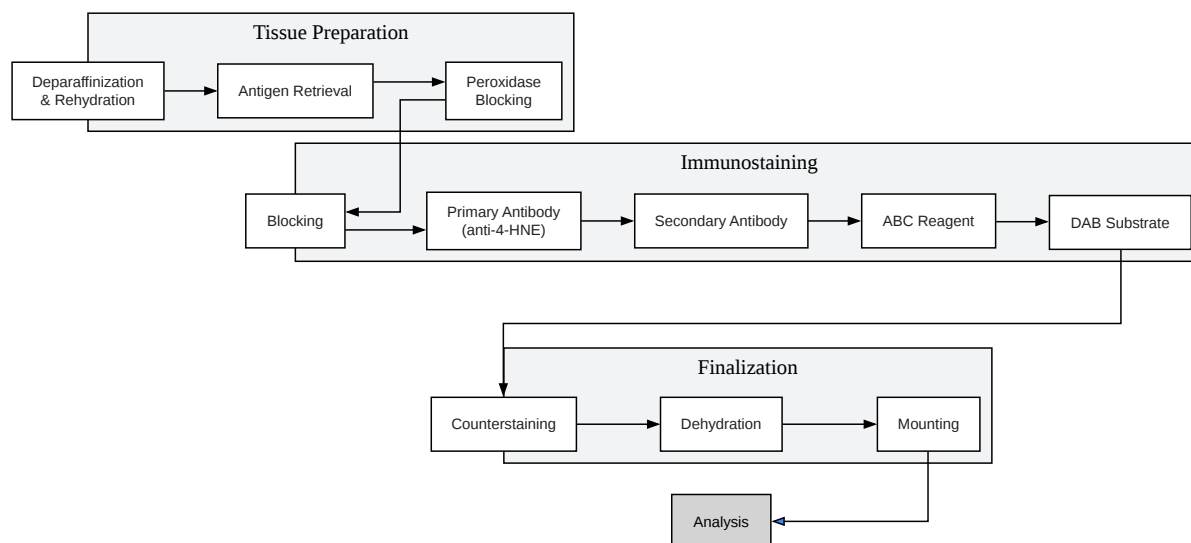 Tissue Preparation
Deparaffinization
& Rehydration
Antigen Retrieval
Peroxidase
Blocking
Immunostaining
Blocking
Primary Antibody
(anti-4-HNE)
Secondary Antibody
ABC Reagent
DAB Substrate
Finalization
Counterstaining
Dehydration
Mounting
Analysis